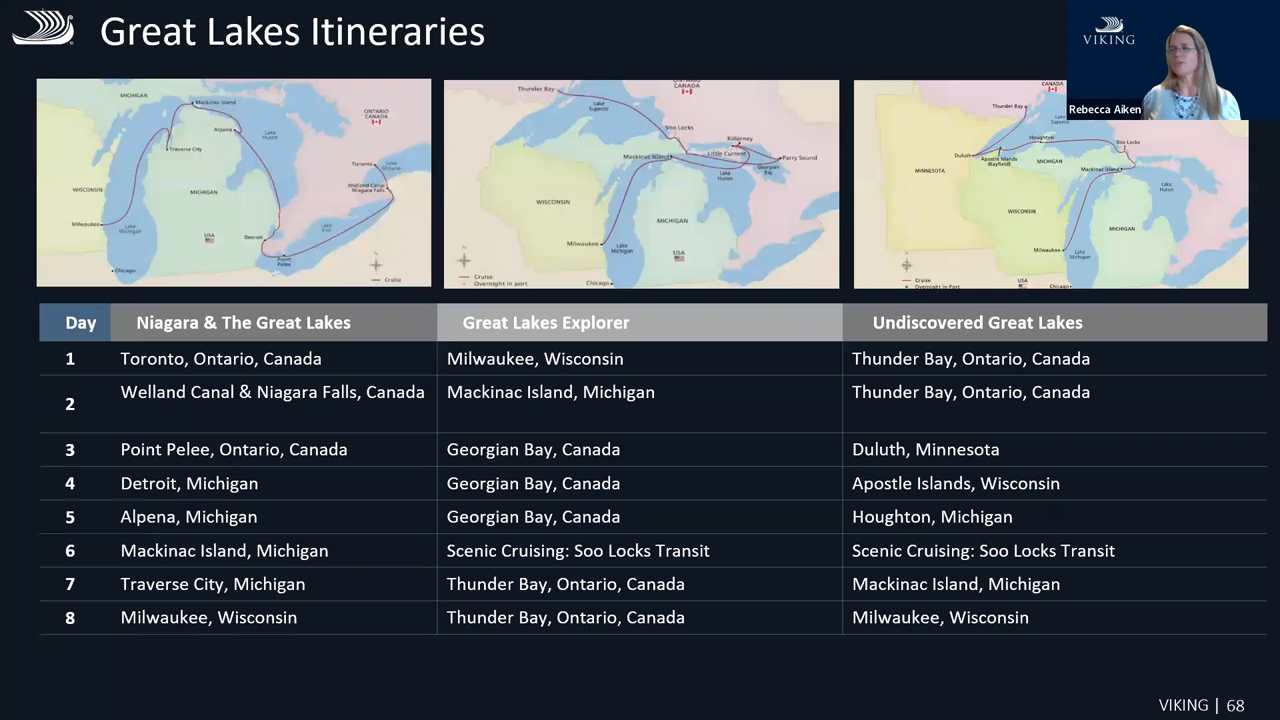 Great Lakes Itineraries
VIKING
Rebecca Aiken
MICHIGAN
Mackinac Island
Alpena
Lake
Huron
Traverse City
ONTARIO
CANADA
Toronto
Lake
Ontario
Welland Canal
Niagara Falls
WISCONSIN
MICHIGAN
Milwaukee
Lake
Michigan
USA
Detroit
Lake
Erie
Point
Pelee
Chicago
Cruise
Thunder Bay
ONTARIO
CANADA
Lake
Superior
Soo Locks
Killarney
Mackinac Island
Little Current
Parry Sound
Georgian
Bay
Lake
Huron
WISCONSIN
MICHIGAN
Milwaukee
Lake
Michigan
USA
Cruise
Overnight in port
Chicago
CANADA
Thunder Bay
Lake
Superior
Houghton
Soo Locks
Duluth
Apostle Islands
(Bayfield)
MICHIGAN
Mackinac Island
MINNESOTA
Lake
Huron
WISCONSIN
MICHIGAN
Milwaukee
Lake
Michigan
Cruise
Overnight in Port
USA
Chicago
Day Niagara & The Great Lakes Great Lakes Explorer Undiscovered Great Lakes
1 Toronto, Ontario, Canada Milwaukee, Wisconsin Thunder Bay, Ontario, Canada
2 Welland Canal & Niagara Falls, Canada Mackinac Island, Michigan Thunder Bay, Ontario, Canada
3 Point Pelee, Ontario, Canada Georgian Bay, Canada Duluth, Minnesota
4 Detroit, Michigan Georgian Bay, Canada Apostle Islands, Wisconsin
5 Alpena, Michigan Georgian Bay, Canada Houghton, Michigan
6 Mackinac Island, Michigan Scenic Cruising: Soo Locks Transit Scenic Cruising: Soo Locks Transit
7 Traverse City, Michigan Thunder Bay, Ontario, Canada Mackinac Island, Michigan
8 Milwaukee, Wisconsin Thunder Bay, Ontario, Canada Milwaukee, Wisconsin
VIKING | 68